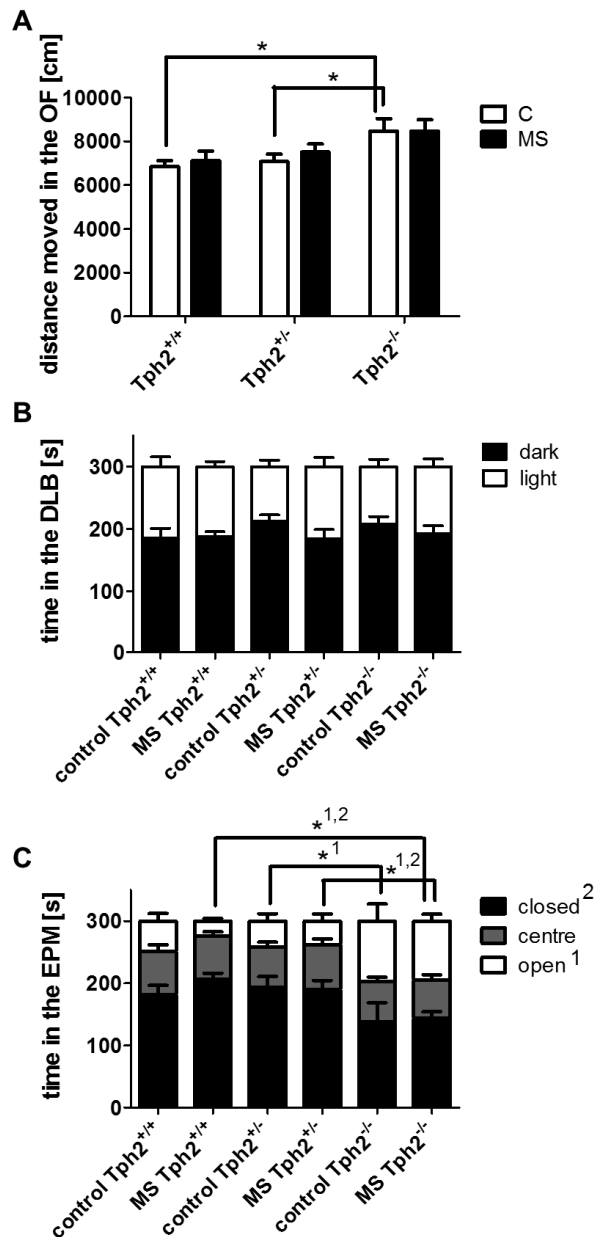 A
distance moved in the OF [cm]
10000
8000
6000
4000
2000
0
*
*
C
MS
Tph2+/+
Tph2+/-
Tph2-/-
B
time in the DLB [s]
300
200
100
0
dark
light
control Tph2+/+
MS Tph2+/+
control Tph2+/-
MS Tph2+/-
control Tph2-/-
MS Tph2-/-
C
time in the EPM [s]
300
200
100
0
*1,2
*1
*1,2
closed2
centre
open1
control Tph2+/+
MS Tph2+/+
control Tph2+/-
MS Tph2+/-
control Tph2-/-
MS Tph2-/-